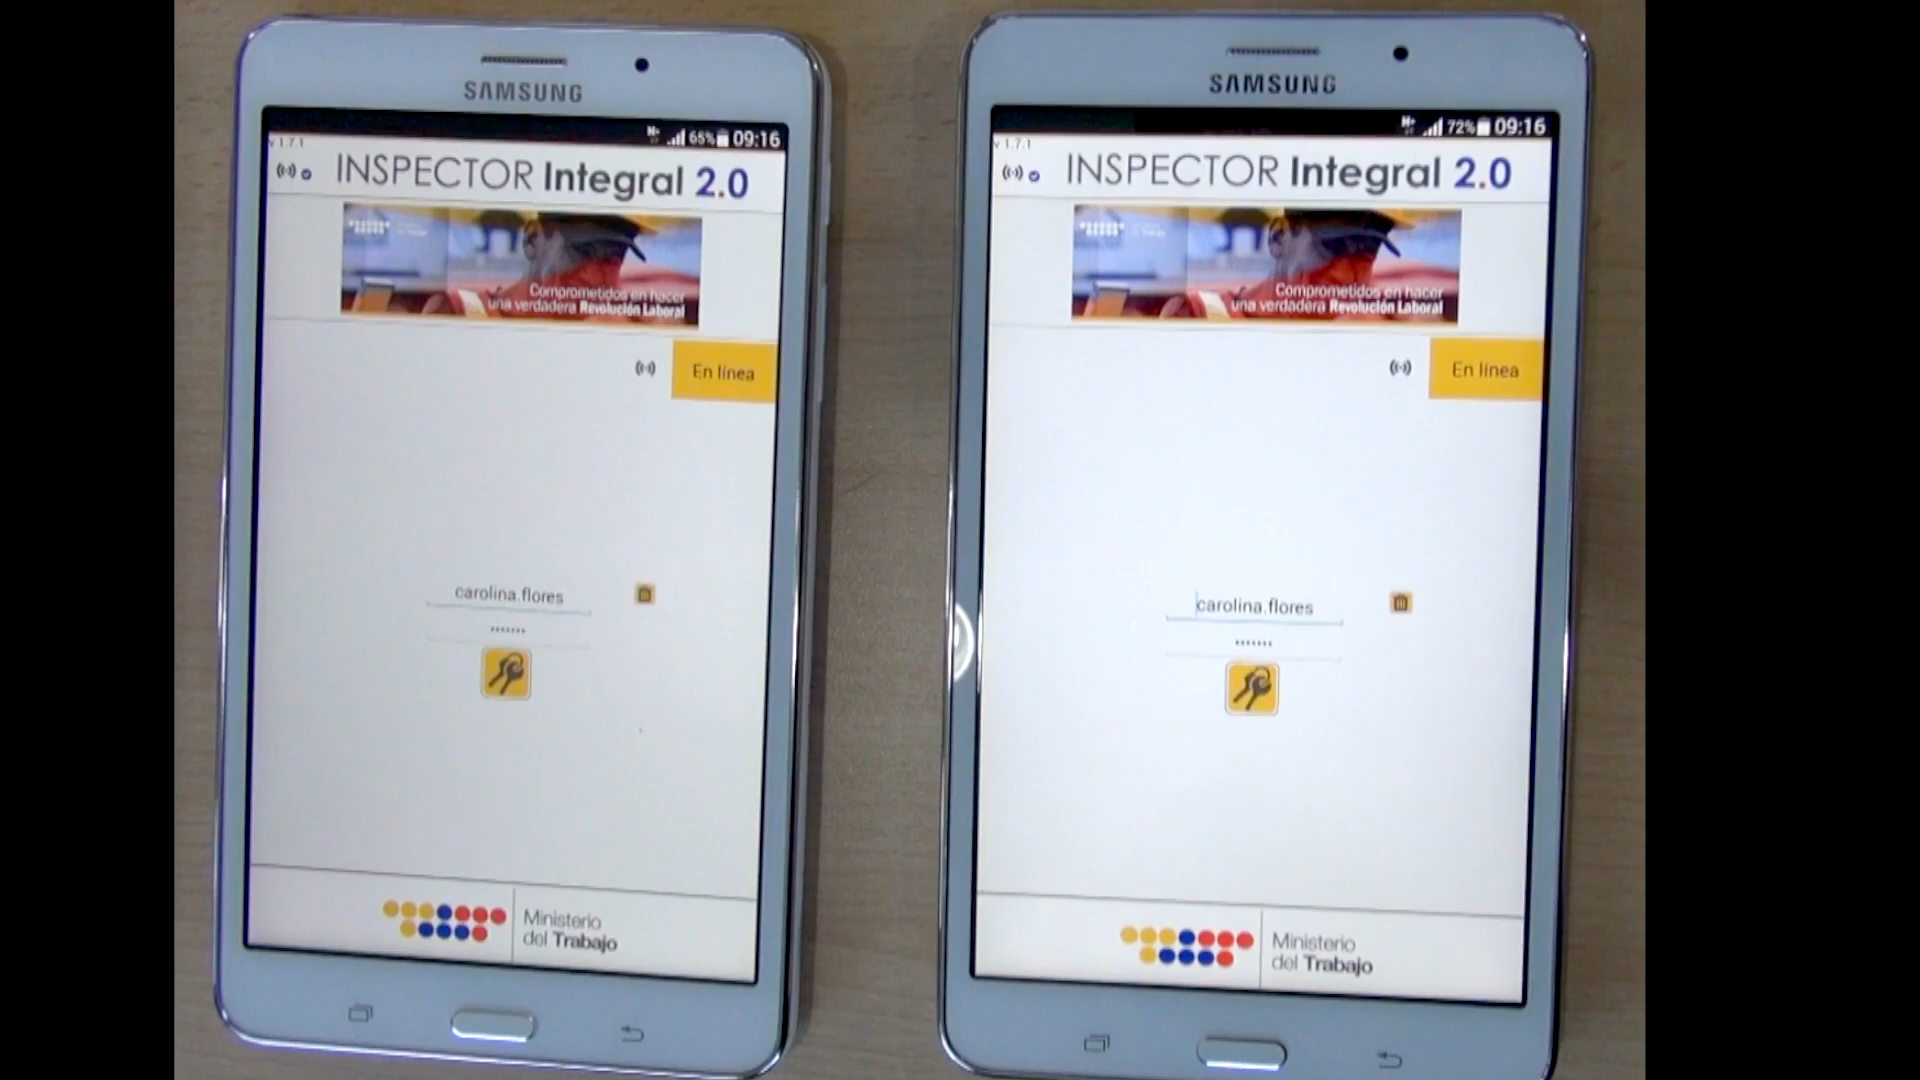 SAMSUNG
65% 09:16
v 1.7.1
INSPECTOR Integral 2.0
Comprometidos en hacer
una verdadera Revolución Laboral
En línea
carolina.flores
•••••••
Ministerio
del Trabajo
SAMSUNG
72% 09:16
v 1.7.1
INSPECTOR Integral 2.0
Comprometidos en hacer
una verdadera Revolución Laboral
En línea
carolina.flores
•••••••
Ministerio
del Trabajo